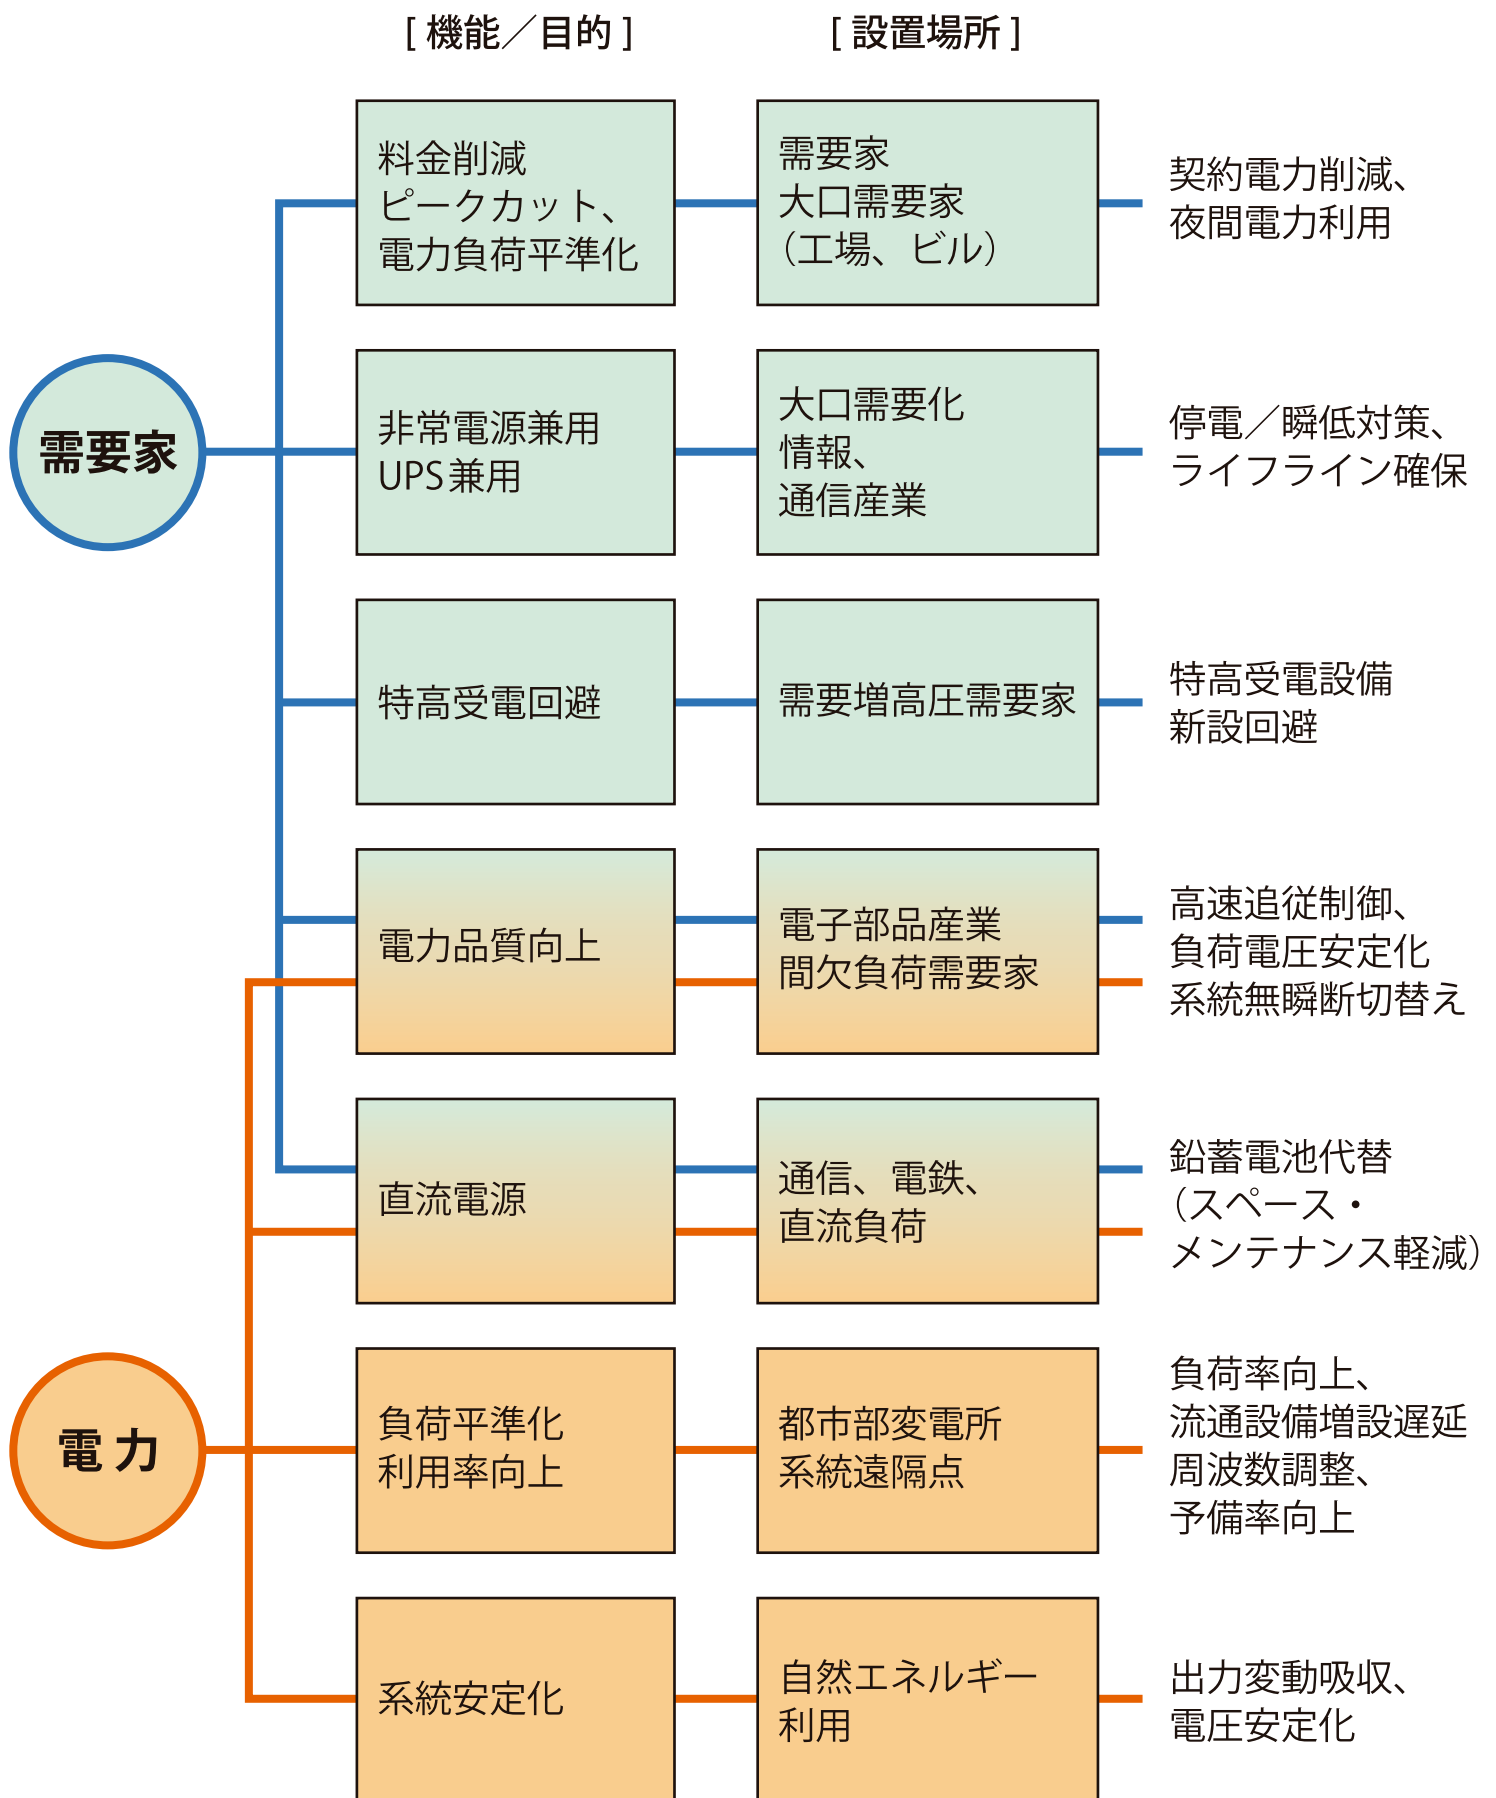 [ 機能／目的 ]
[ 設置場所 ]
料金削減
ピークカット、
電力負荷平準化
需要家
大口需要家
（工場、ビル）
契約電力削減、
夜間電力利用
需要家
非常電源兼用
UPS兼用
大口需要化
情報、
通信産業
停電／瞬低対策、
ライフライン確保
特高受電回避
需要増高圧需要家
特高受電設備
新設回避
電力品質向上
電子部品産業
間欠負荷需要家
高速追従制御、
負荷電圧安定化
系統無瞬断切替え
直流電源
通信、電鉄、
直流負荷
鉛蓄電池代替
（スペース・
メンテナンス軽減）
電 力
負荷平準化
利用率向上
都市部変電所
系統遠隔点
負荷率向上、
流通設備増設遅延
周波数調整、
予備率向上
系統安定化
自然エネルギー
利用
出力変動吸収、
電圧安定化